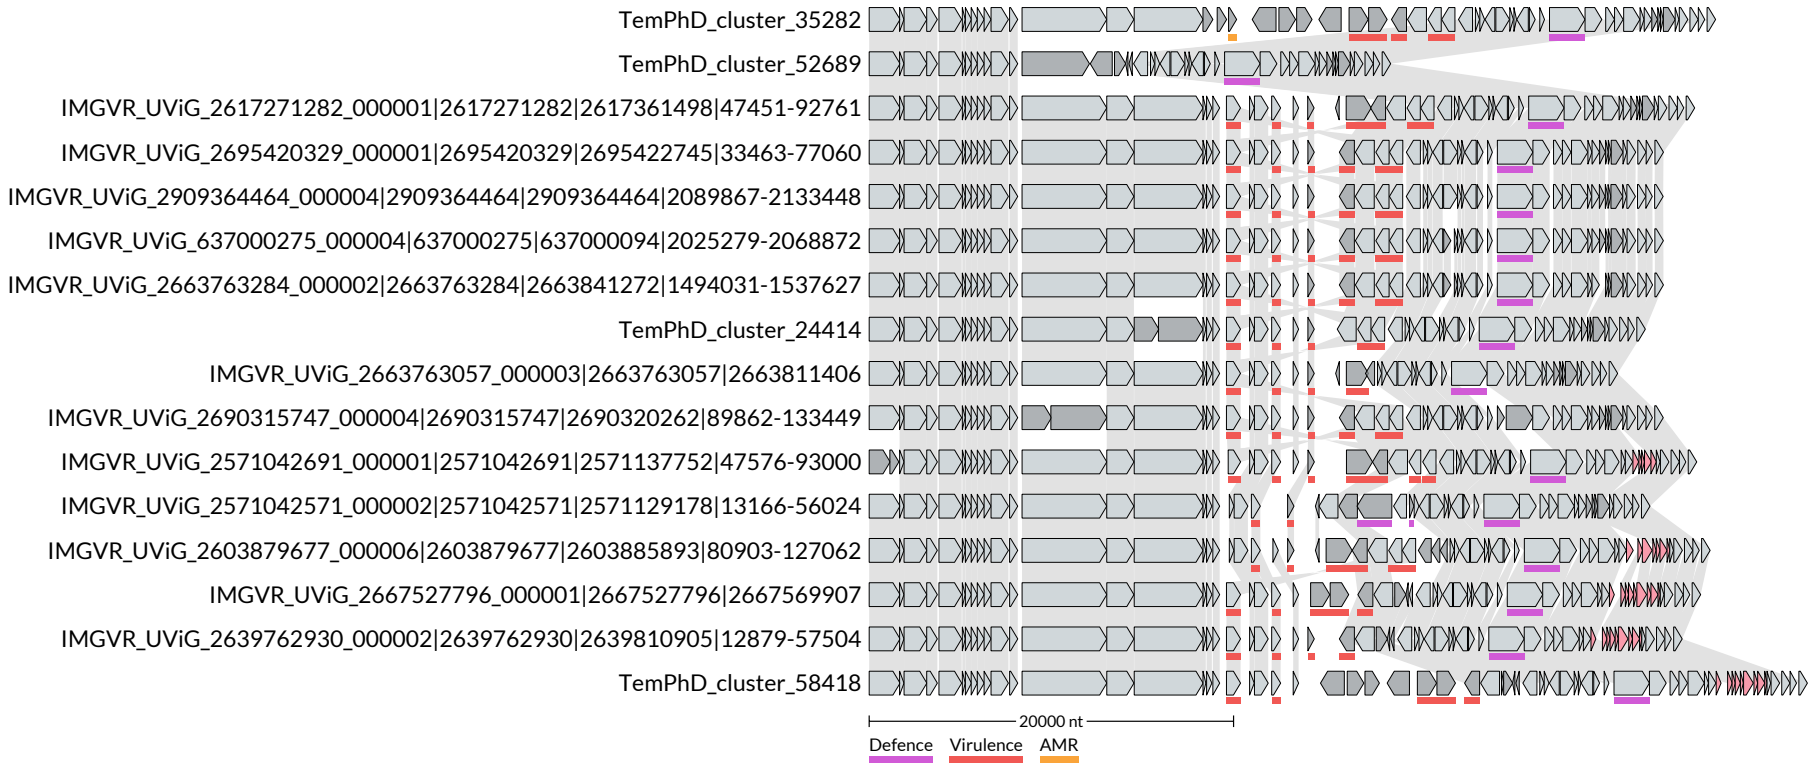 TemPhD_cluster_35282
TemPhD_cluster_52689
IMGVR_UViG_2617271282_000001|2617271282|2617361498|47451-92761
IMGVR_UViG_2695420329_000001|2695420329|2695422745|33463-77060
IMGVR_UViG_2909364464_000004|2909364464|2909364464|2089867-2133448
IMGVR_UViG_637000275_000004|637000275|637000094|2025279-2068872
IMGVR_UViG_2663763284_000002|2663763284|2663841272|1494031-1537627
TemPhD_cluster_24414
IMGVR_UViG_2663763057_000003|2663763057|2663811406
IMGVR_UViG_2690315747_000004|2690315747|2690320262|89862-133449
IMGVR_UViG_2571042691_000001|2571042691|2571137752|47576-93000
IMGVR_UViG_2571042571_000002|2571042571|2571129178|13166-56024
IMGVR_UViG_2603879677_000006|2603879677|2603885893|80903-127062
IMGVR_UViG_2667527796_000001|2667527796|2667569907
IMGVR_UViG_2639762930_000002|2639762930|2639810905|12879-57504
TemPhD_cluster_58418
20000 nt
Defence Virulence AMR